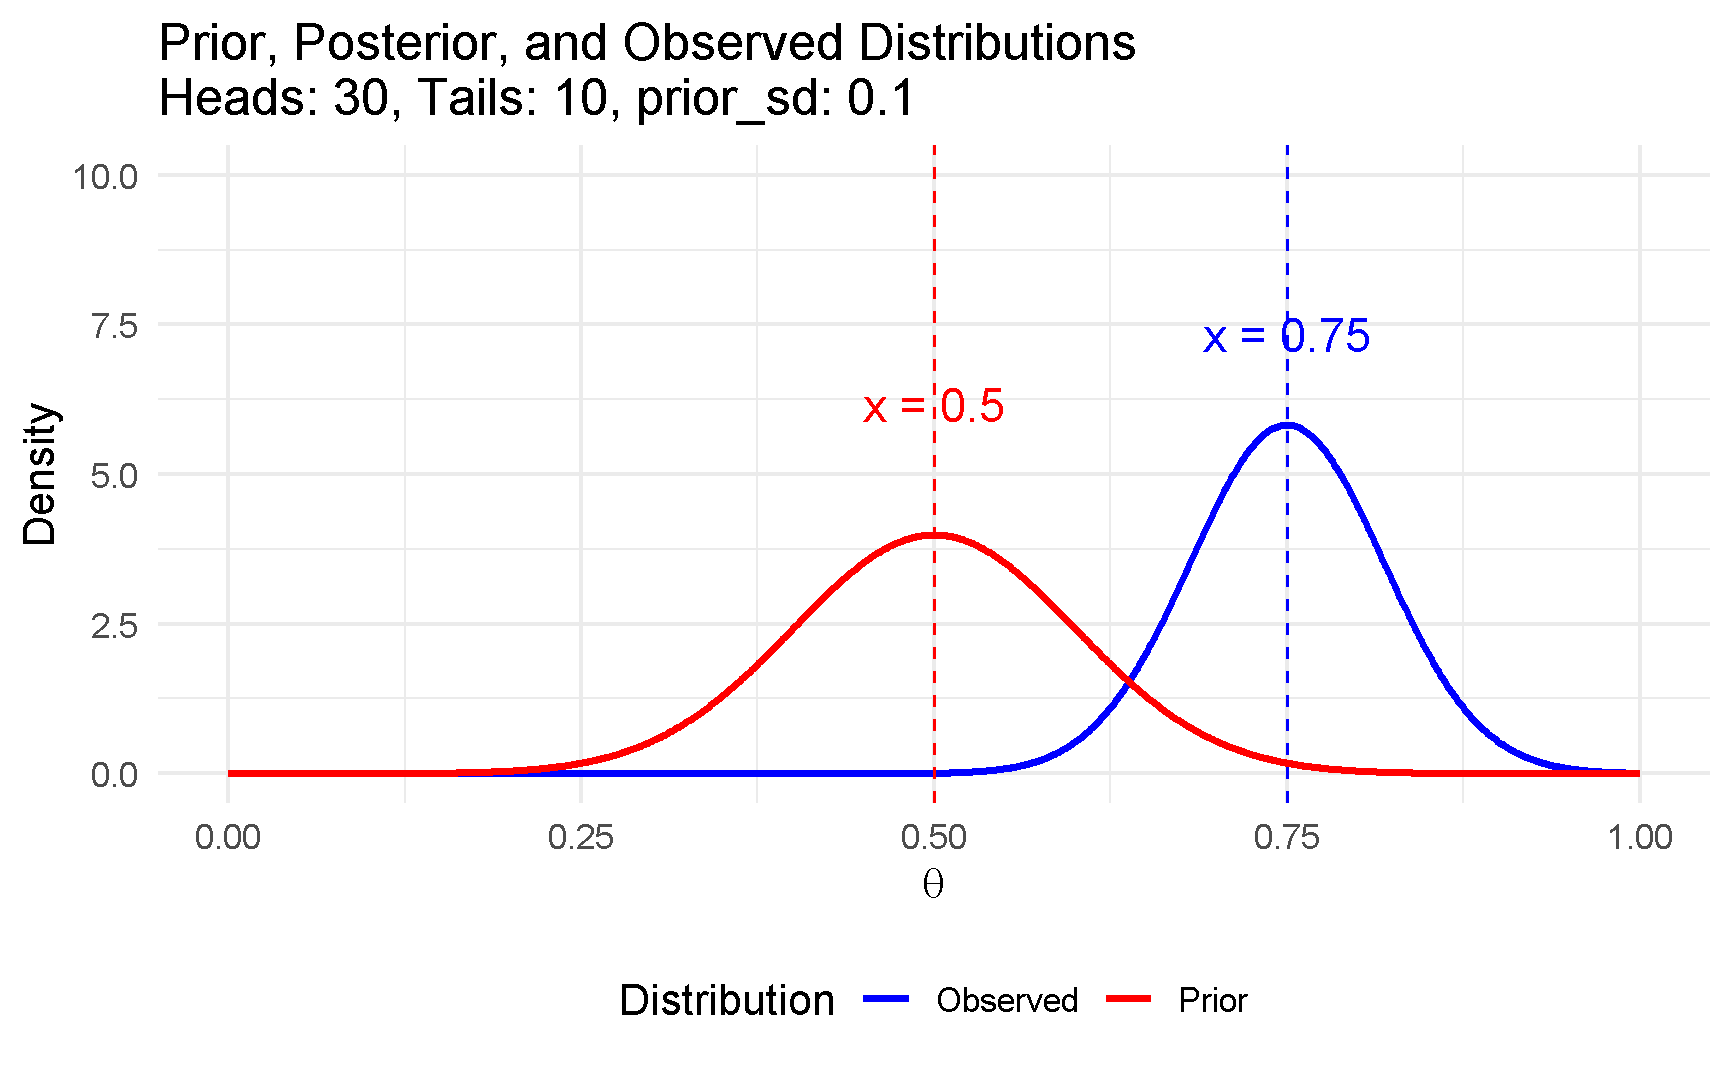 Prior, Posterior, and Observed Distributions
Heads: 30, Tails: 10, prior_sd: 0.1
10.0
7.5
5.0
2.5
0.0
Density
x = 0.75
x = 0.5
0.00 0.25 0.50 0.75 1.00
θ
Distribution Observed Prior